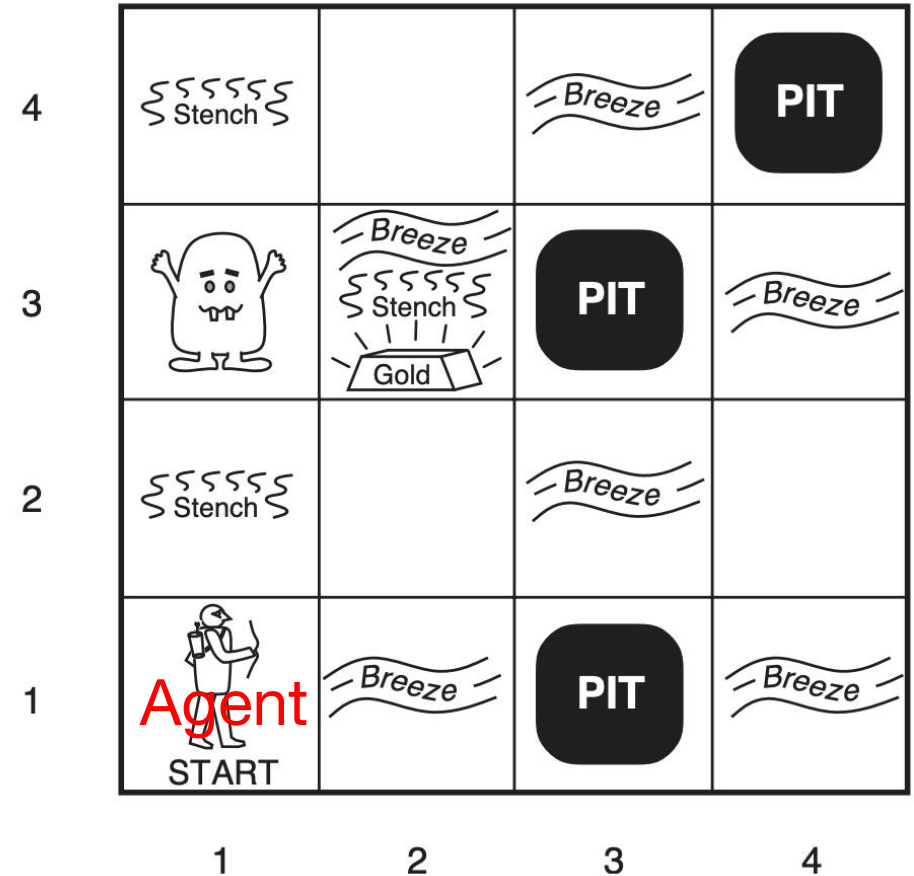 4
Stench
Breeze
PIT
3
Breeze
Stench
Gold
PIT
Breeze
2
Stench
Breeze
1
Agent
START
Breeze
PIT
Breeze
1 2 3 4